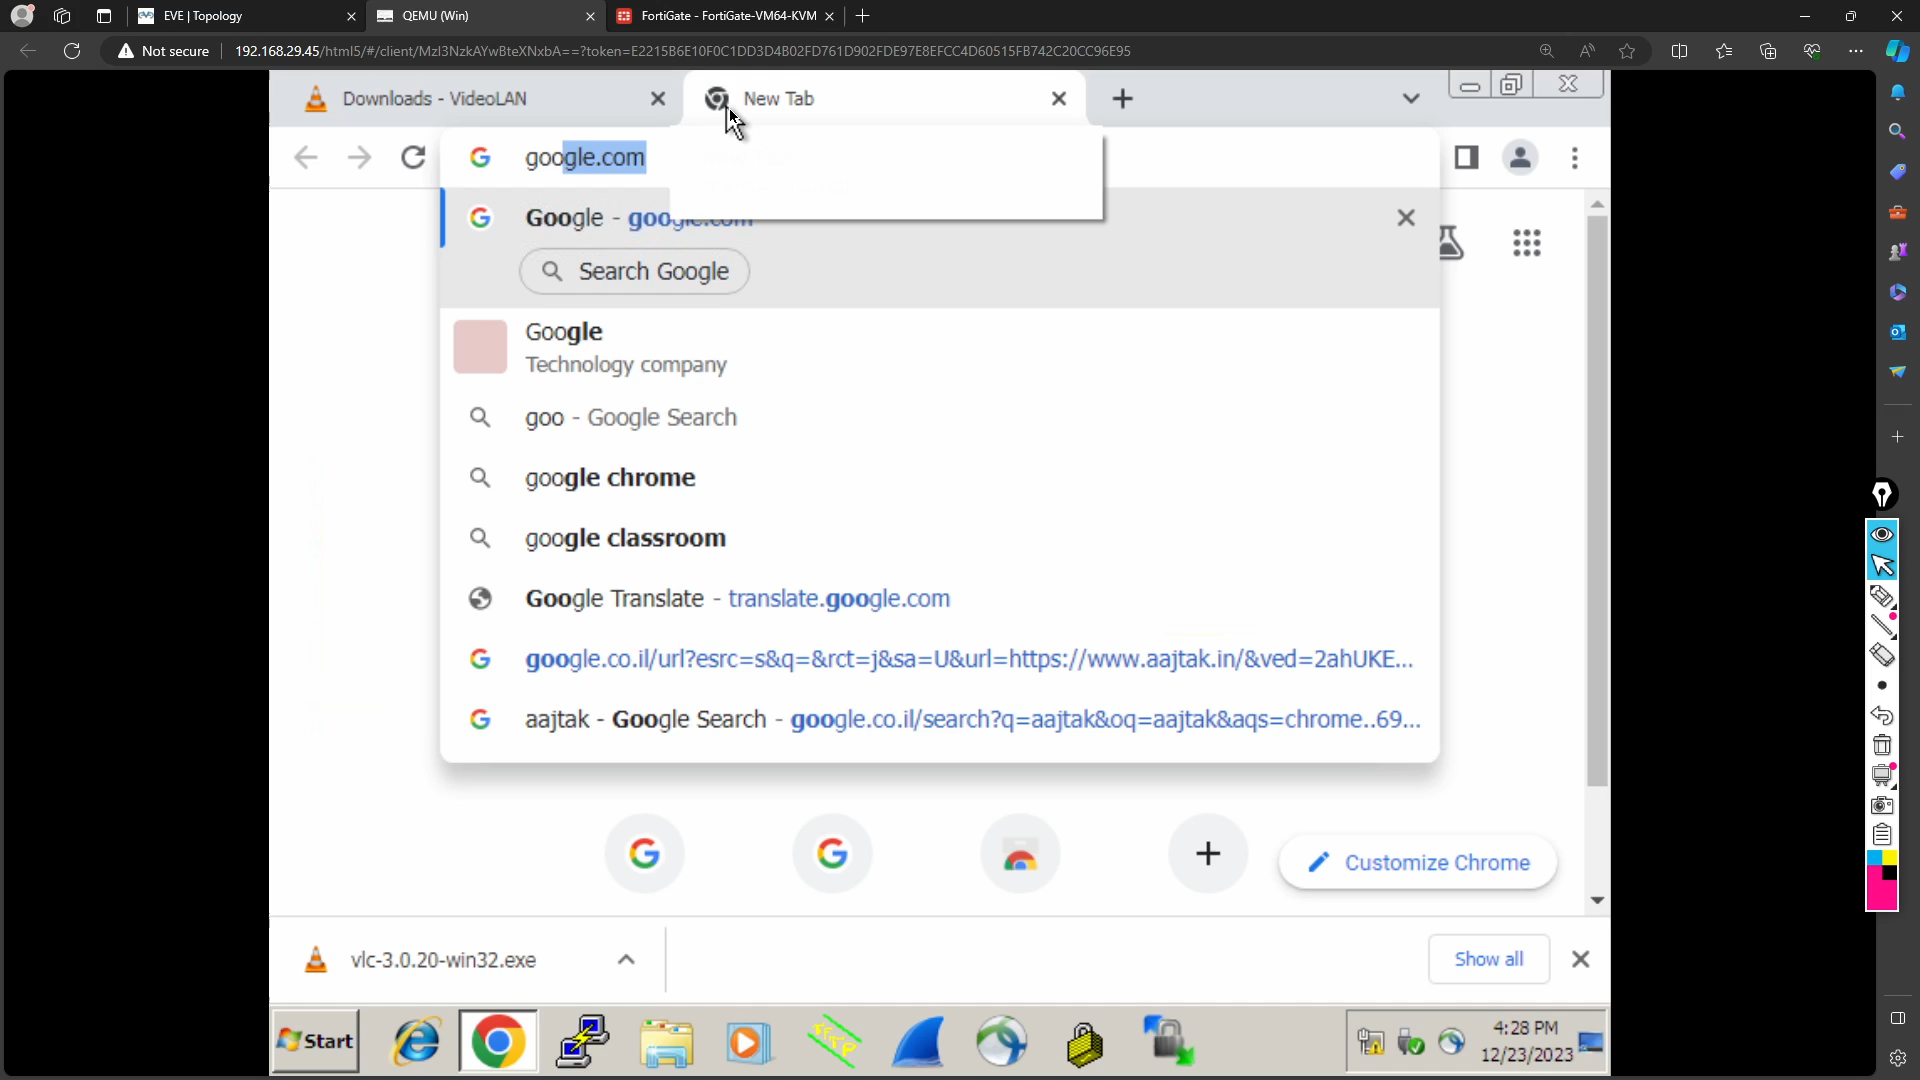 EVE | Topology
QEMU (Win)
FortiGate - FortiGate-VM64-KVM
Not secure
192.168.29.45/html5/#/client/MzI3NzkAYwBteXNxbA==?token=E2215B6E10F0C1DD3D4B02FD761D902FDE97E8EFCC4D60515FB742C20CC96E95
Downloads - VideoLAN
New Tab
google.com
Google - google.com
Search Google
Google
Technology company
goo - Google Search
google chrome
google classroom
Google Translate - translate.google.com
google.co.il/url?esrc=s&q=&rct=j&sa=U&url=https://www.aajtak.in/&ved=2ahUKE...
aajtak - Google Search - google.co.il/search?q=aajtak&oq=aajtak&aqs=chrome..69...
Customize Chrome
vlc-3.0.20-win32.exe
Show all
Start
4:28 PM
12/23/2023